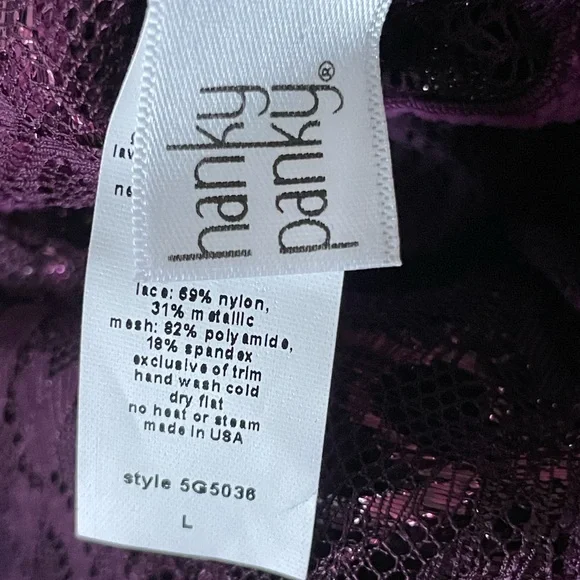 hanky
panky®
lace: 69% nylon,
31% metallic
mesh: 82% polyamide,
18% spandex
exclusive of trim
hand wash cold
dry flat
no heat or steam
made in USA
style 5G5036
L